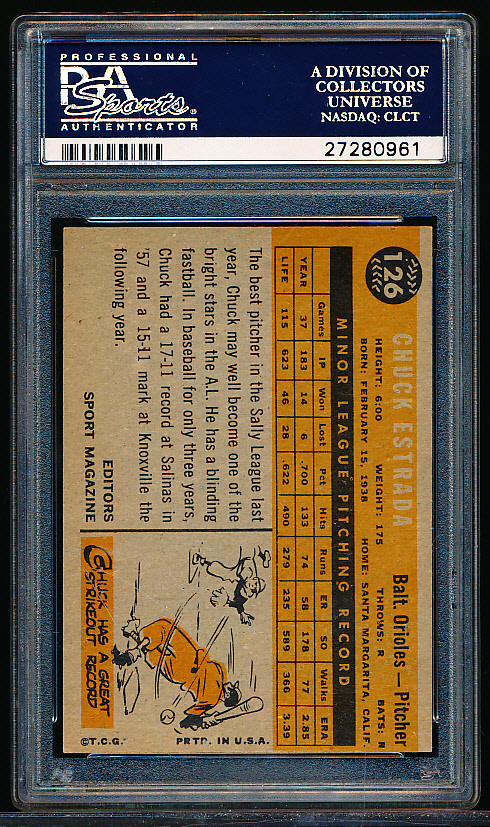 PROFESSIONAL
PSA
Sports
AUTHENTICATOR
A DIVISION OF
COLLECTORS
UNIVERSE
NASDAQ: CLCT
27280961
126
CHUCK ESTRADA
Balt. Orioles—Pitcher
HEIGHT: 6:00 WEIGHT: 175 THROWS: R BATS: R
BORN: FEBRUARY 15, 1938 HOME: SANTA MARGARITA, CALIF.
MINOR LEAGUE PITCHING RECORD
Games IP Won Lost Pct Hits Runs ER SO Walks ERA
YEAR 37 183 14 6 .700 133 74 58 178 77 2.85
LIFE 115 623 46 28 .622 490 279 235 589 366 3.39
The best pitcher in the Sally League last
year, Chuck may well become one of the
bright stars in the A.L. He has a blinding
fastball. In baseball for only three years,
Chuck had a 17-11 record at Salinas in
'57 and a 15-11 mark at Knoxville the
following year.
EDITORS
SPORT MAGAZINE
CHUCK HAS A GREAT
STRIKEOUT RECORD
©T.C.G. PRTD. IN U.S.A.